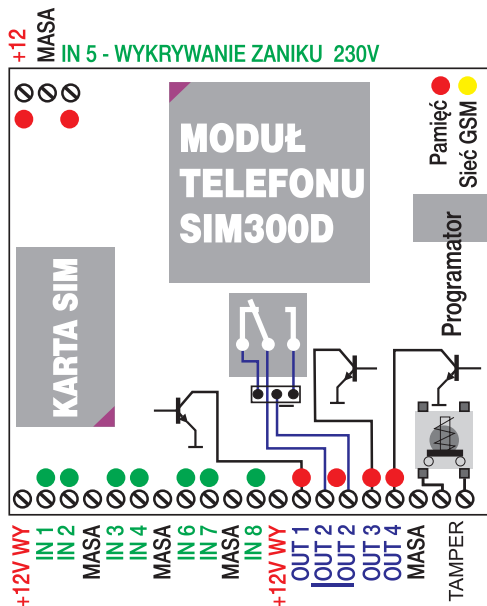 +12
MASA
IN 5 - WYKRYWANIE ZANIKU 230V
MODUŁ
TELEFONU
SIM300D
Pamięć
Sieć GSM
Programator
KARTA SIM
+12V WY
IN 1
IN 2
MASA
IN 3
IN 4
MASA
IN 6
IN 7
MASA
IN 8
+12V WY
OUT 1
OUT 2
OUT 2
OUT 3
OUT 4
MASA
TAMPER